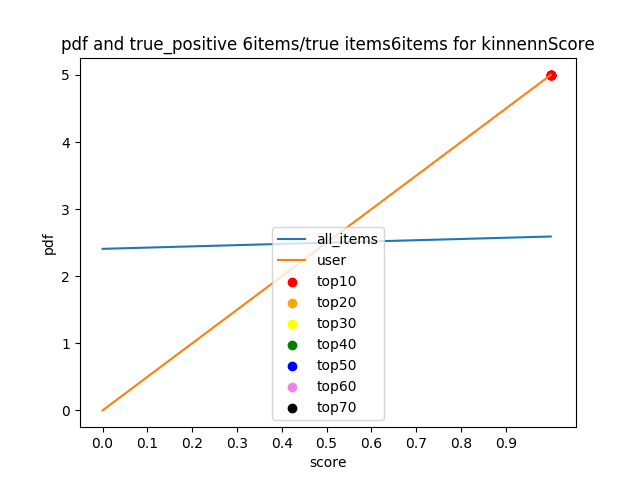 pdf and true_positive 6items/true items6items for kinnennScore
5
4
3
2
1
0
pdf
all_items
user
top10
top20
top30
top40
top50
top60
top70
0.0 0.1 0.2 0.3 0.4 0.5 0.6 0.7 0.8 0.9
score